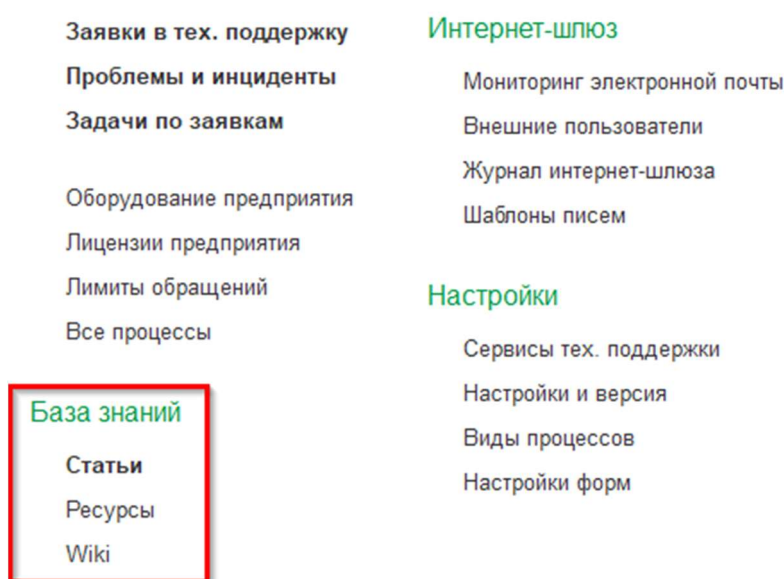 Заявки в тех. поддержку
Проблемы и инциденты
Задачи по заявкам
Оборудование предприятия
Лицензии предприятия
Лимиты обращений
Все процессы
База знаний
Статьи
Ресурсы
Wiki
Интернет-шлюз
Мониторинг электронной почты
Внешние пользователи
Журнал интернет-шлюза
Шаблоны писем
Настройки
Сервисы тех. поддержки
Настройки и версия
Виды процессов
Настройки форм